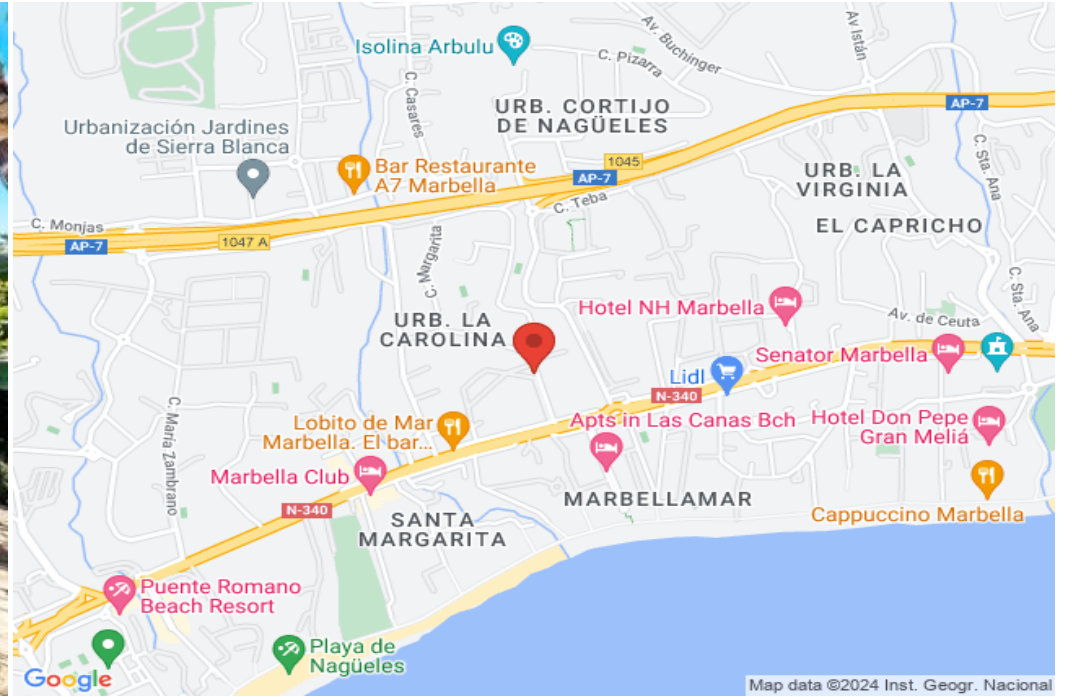 Isolina Arbulu
Av. Buchinger
Av Istán
C. Pizarra
C. Casares
URB. CORTIJO
DE NAGÜELES
AP-7
Urbanización Jardines
de Sierra Blanca
Bar Restaurante
A7 Marbella
1045
AP-7
C. Teba
URB. LA
VIRGINIA
C. Sta. Ana
EL CAPRICHO
C. Monjas
AP-7
1047 A
C. Margarita
C. Sta. Ana
Hotel NH Marbella
Av. de Ceuta
URB. LA
CAROLINA
Senator Marbella
Lidl
N-340
Lobito de Mar
Marbella. El bar...
Apts in Las Canas Bch
Hotel Don Pepe
Gran Meliá
C. María Zambrano
Marbella Club
N-340
MARBELLAMAR
SANTA
MARGARITA
Cappuccino Marbella
Puente Romano
Beach Resort
Playa de
Nagüeles
Google
Map data ©2024 Inst. Geogr. Nacional